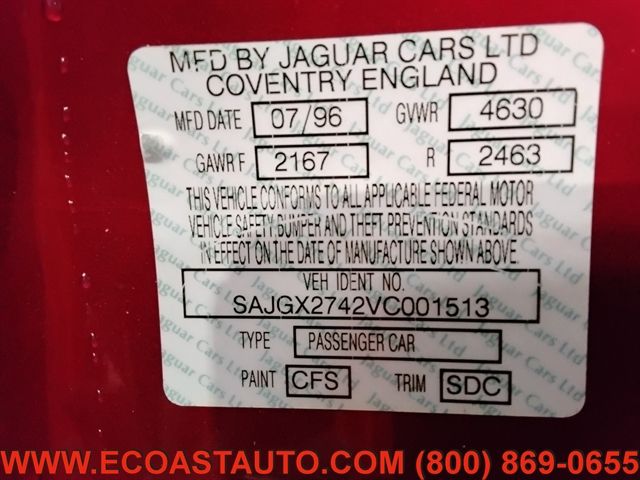 MFD BY JAGUAR CARS LTD
COVENTRY ENGLAND
MFD DATE 07/96 GVWR 4630
GAWR F 2167 R 2463
THIS VEHICLE CONFORMS TO ALL APPLICABLE FEDERAL MOTOR
VEHICLE SAFETY BUMPER AND THEFT PREVENTION STANDARDS
IN EFFECT ON THE DATE OF MANUFACTURE SHOWN ABOVE.
VEH IDENT NO.
SAJGX2742VC001513
TYPE PASSENGER CAR
PAINT CFS TRIM SDC
WWW.ECOASTAUTO.COM (800) 869-0655